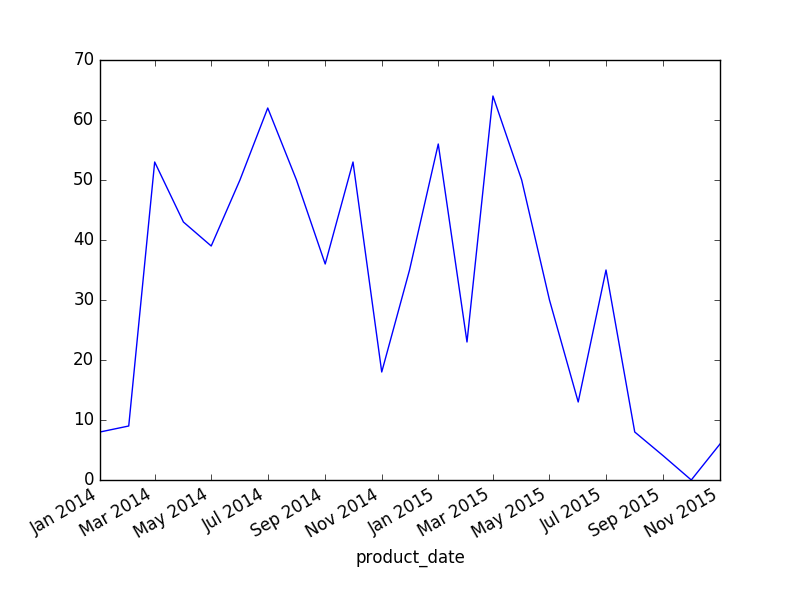 70
60
50
40
30
20
10
0
Jan 2014
Mar 2014
May 2014
Jul 2014
Sep 2014
Nov 2014
Jan 2015
Mar 2015
May 2015
Jul 2015
Sep 2015
Nov 2015
product_date